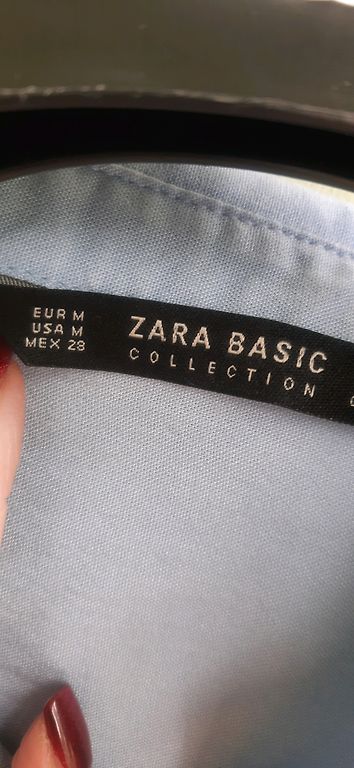 EUR M
USA M
MEX 28
ZARA BASIC
COLLECTION